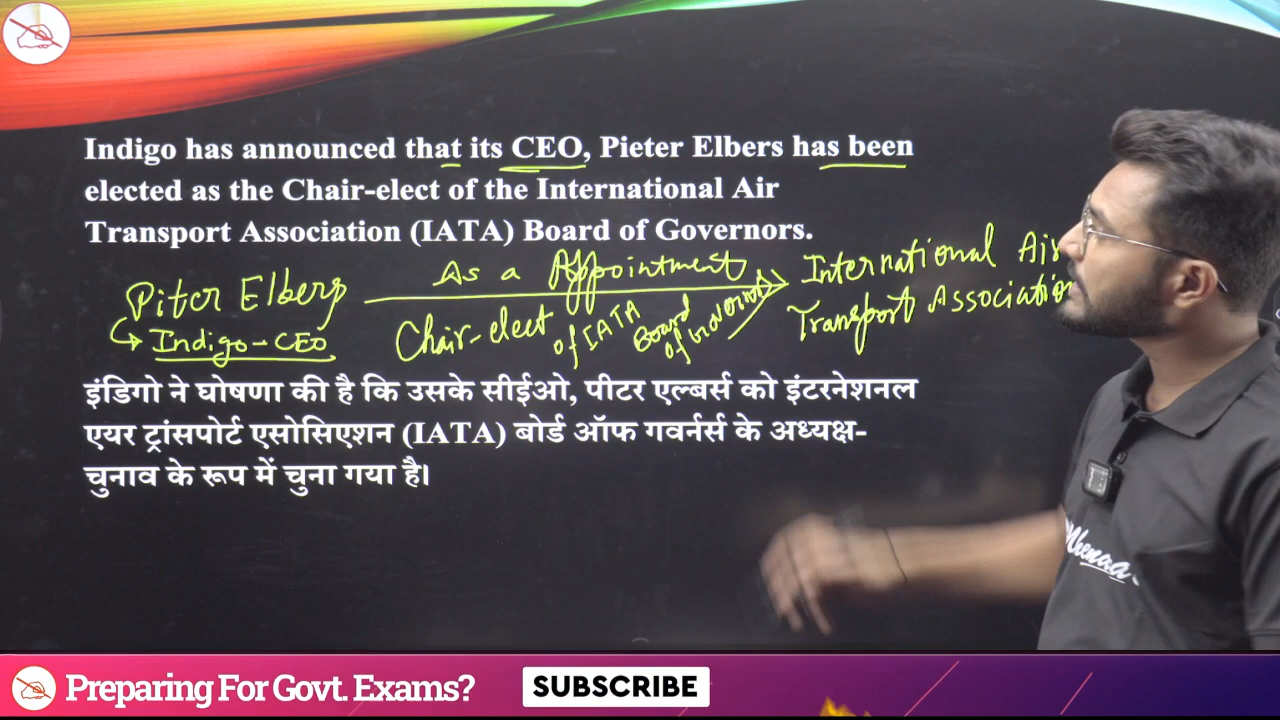 Indigo has announced that its CEO, Pieter Elbers has been
elected as the Chair-elect of the International Air
Transport Association (IATA) Board of Governors.
Piter Elberg As a Appointment International Air
Indigo-CEO Chair-elect of IATA Board of Governors Transport Association
इंडिगो ने घोषणा की है कि उसके सीईओ, पीटर एल्बर्स को इंटरनेशनल
एयर ट्रांसपोर्ट एसोसिएशन (IATA) बोर्ड ऑफ गवर्नर्स के अध्यक्ष-
चुनाव के रूप में चुना गया है।
Preparing For Govt. Exams? SUBSCRIBE